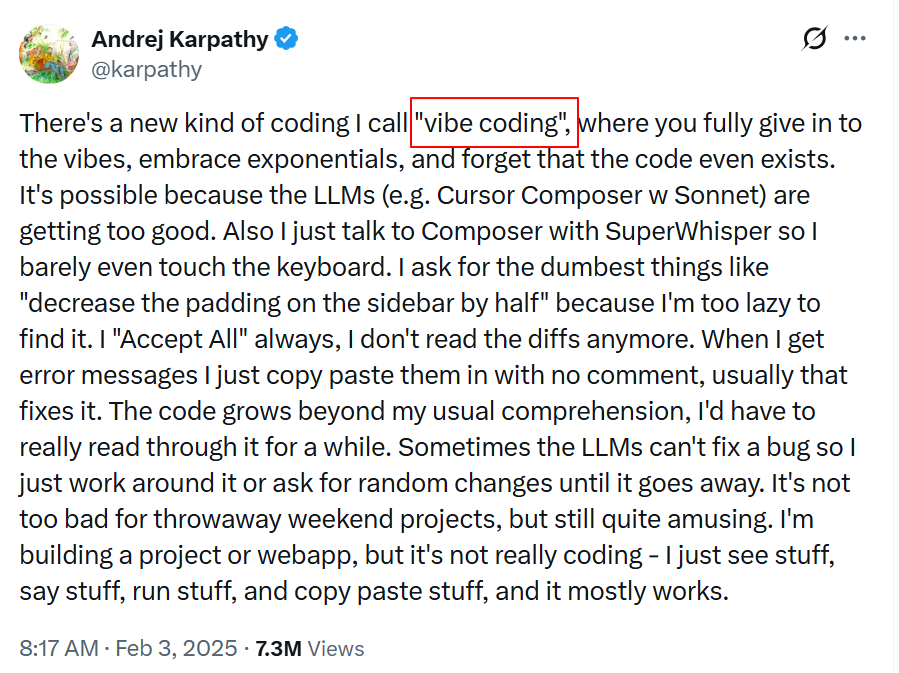 Andrej Karpathy
@karpathy
There's a new kind of coding I call "vibe coding", where you fully give in to
the vibes, embrace exponentials, and forget that the code even exists.
It's possible because the LLMs (e.g. Cursor Composer w Sonnet) are
getting too good. Also I just talk to Composer with SuperWhisper so I
barely even touch the keyboard. I ask for the dumbest things like
"decrease the padding on the sidebar by half" because I'm too lazy to
find it. I "Accept All" always, I don't read the diffs anymore. When I get
error messages I just copy paste them in with no comment, usually that
fixes it. The code grows beyond my usual comprehension, I'd have to
really read through it for a while. Sometimes the LLMs can't fix a bug so I
just work around it or ask for random changes until it goes away. It's not
too bad for throwaway weekend projects, but still quite amusing. I'm
building a project or webapp, but it's not really coding - I just see stuff,
say stuff, run stuff, and copy paste stuff, and it mostly works.
8:17 AM · Feb 3, 2025 · 7.3M Views